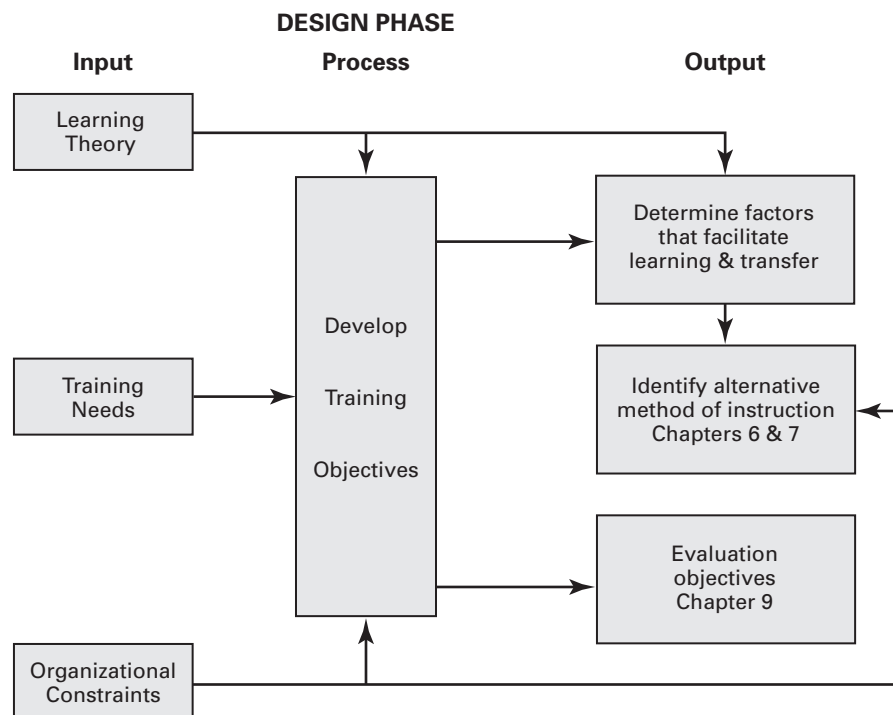 DESIGN PHASE
Input
Process
Output
Learning
Theory
Training
Needs
Organizational
Constraints
Develop
Training
Objectives
Determine factors
that facilitate
learning & transfer
Identify alternative
method of instruction
Chapters 6 & 7
Evaluation
objectives
Chapter 9